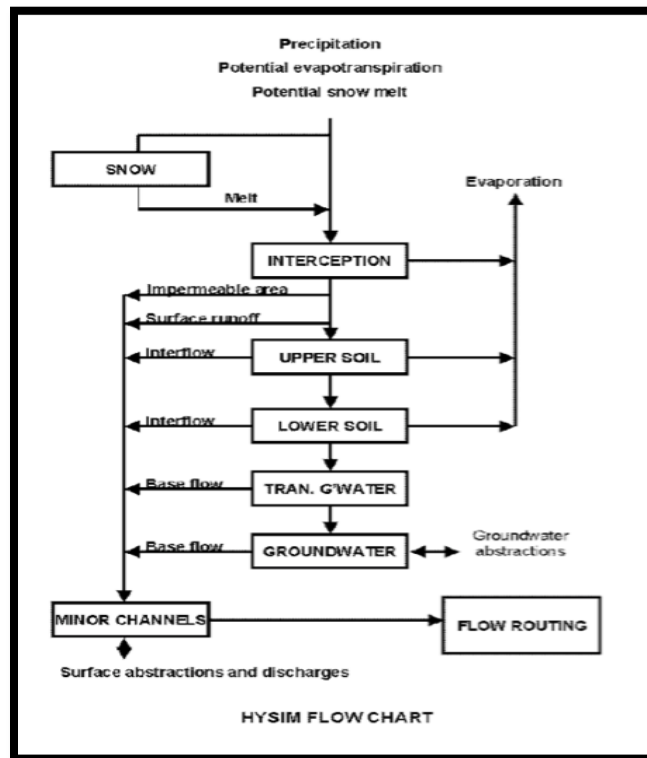 Precipitation
Potential evapotranspiration
Potential snow melt
SNOW
Evaporation
Melt
INTERCEPTION
Impermeable area
Surface runoff
Interflow
UPPER SOIL
Interflow
LOWER SOIL
Base flow
TRAN. G'WATER
Base flow
GROUNDWATER
Groundwater
abstractions
MINOR CHANNELS
FLOW ROUTING
Surface abstractions and discharges
HYSIM FLOW CHART